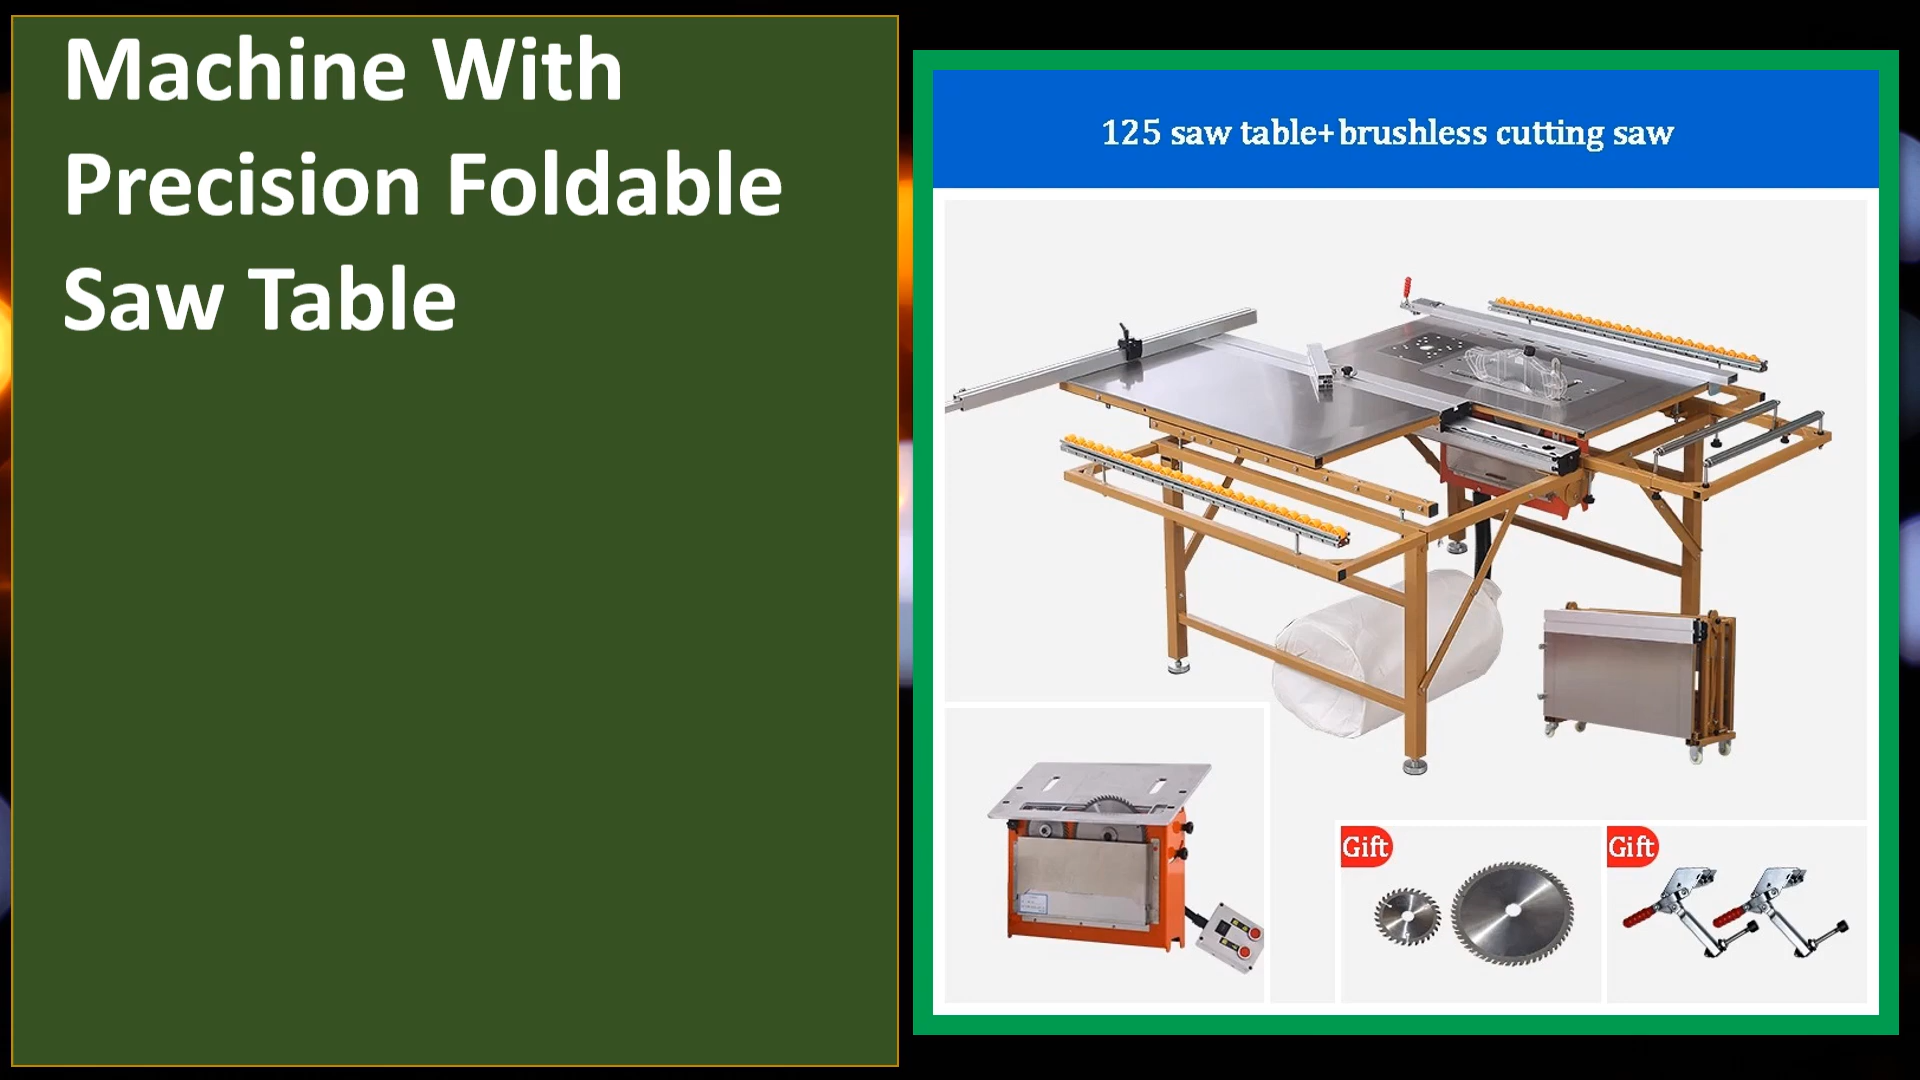 Machine With
Precision Foldable
Saw Table
125 saw table+brushless cutting saw
Gift
Gift